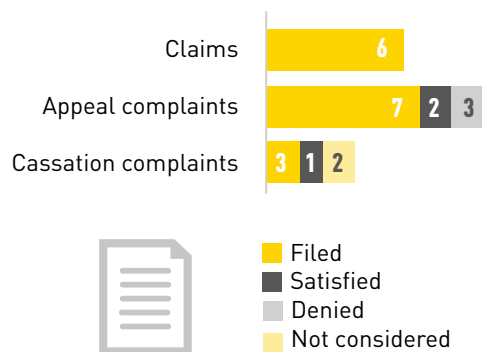 Claims 6
Appeal complaints 7 2 3
Cassation complaints 3 1 2
Filed
Satisfied
Denied
Not considered